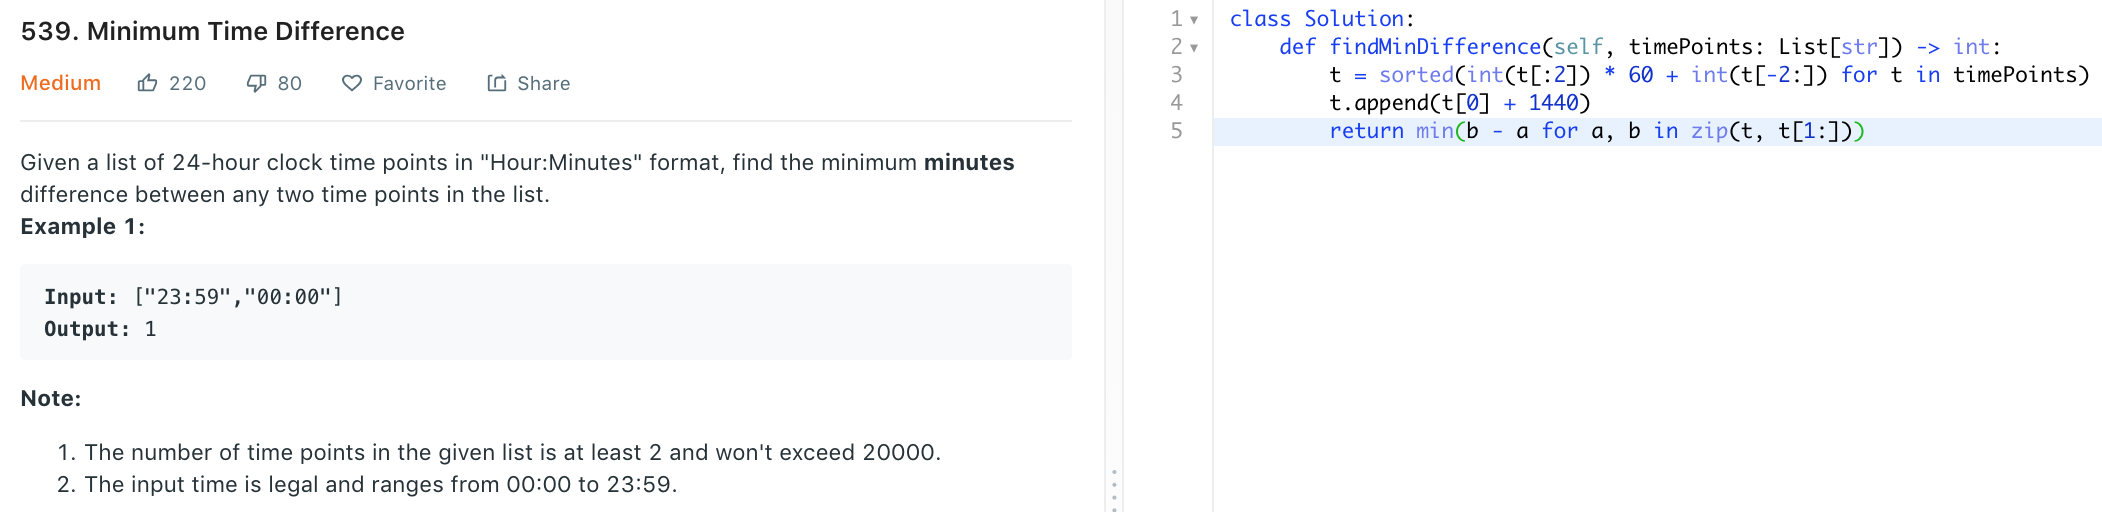 539. Minimum Time Difference
Medium 220 80 Favorite Share
Given a list of 24-hour clock time points in "Hour:Minutes" format, find the minimum minutes
difference between any two time points in the list.
Example 1:
Input: ["23:59","00:00"]
Output: 1
Note:
1. The number of time points in the given list is at least 2 and won't exceed 20000.
2. The input time is legal and ranges from 00:00 to 23:59.
1 class Solution:
2 def findMinDifference(self, timePoints: List[str]) -> int:
3 t = sorted(int(t[:2]) * 60 + int(t[-2:]) for t in timePoints)
4 t.append(t[0] + 1440)
5 return min(b - a for a, b in zip(t, t[1:]))